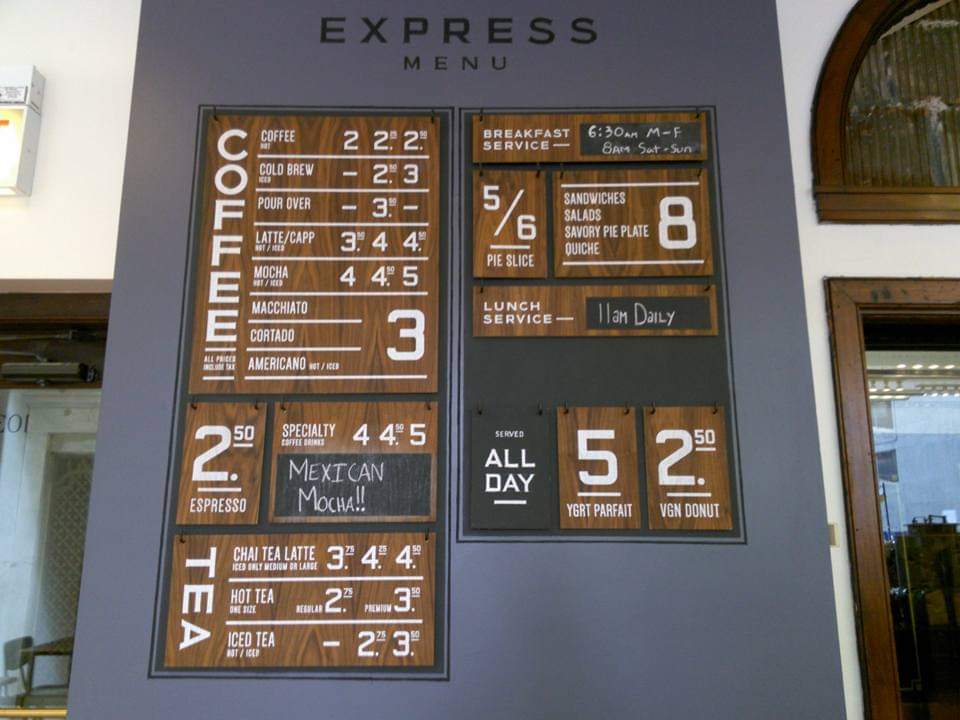 EXPRESS
MENU
COFFEE
ALL PRICES
INCLUDE TAX
COFFEE 2 2.25 2.50
HOT
COLD BREW – 2.50 3
ICED
POUR OVER – 3.50 –
LATTE/CAPP 3.50 4 4.50
HOT / ICED
MOCHA 4 4.50 5
HOT / ICED
MACCHIATO
CORTADO
AMERICANO HOT / ICED
3
2.50
ESPRESSO
SPECIALTY 4 4.50 5
COFFEE DRINKS
MEXICAN
MOCHA!!
TEA
CHAI TEA LATTE 3.75 4.25 4.50
ICED ONLY MEDIUM OR LARGE
HOT TEA REGULAR 2.75 PREMIUM 3.50
ONE SIZE
ICED TEA – 2.75 3.50
HOT / ICED
BREAKFAST
SERVICE—
6:30AM M-F
8AM Sat-Sun
5/6
PIE SLICE
SANDWICHES
SALADS
SAVORY PIE PLATE
QUICHE
8
LUNCH
SERVICE—
11am DAILY
SERVED
ALL
DAY
5
YGRT PARFAIT
2.50
VGN DONUT